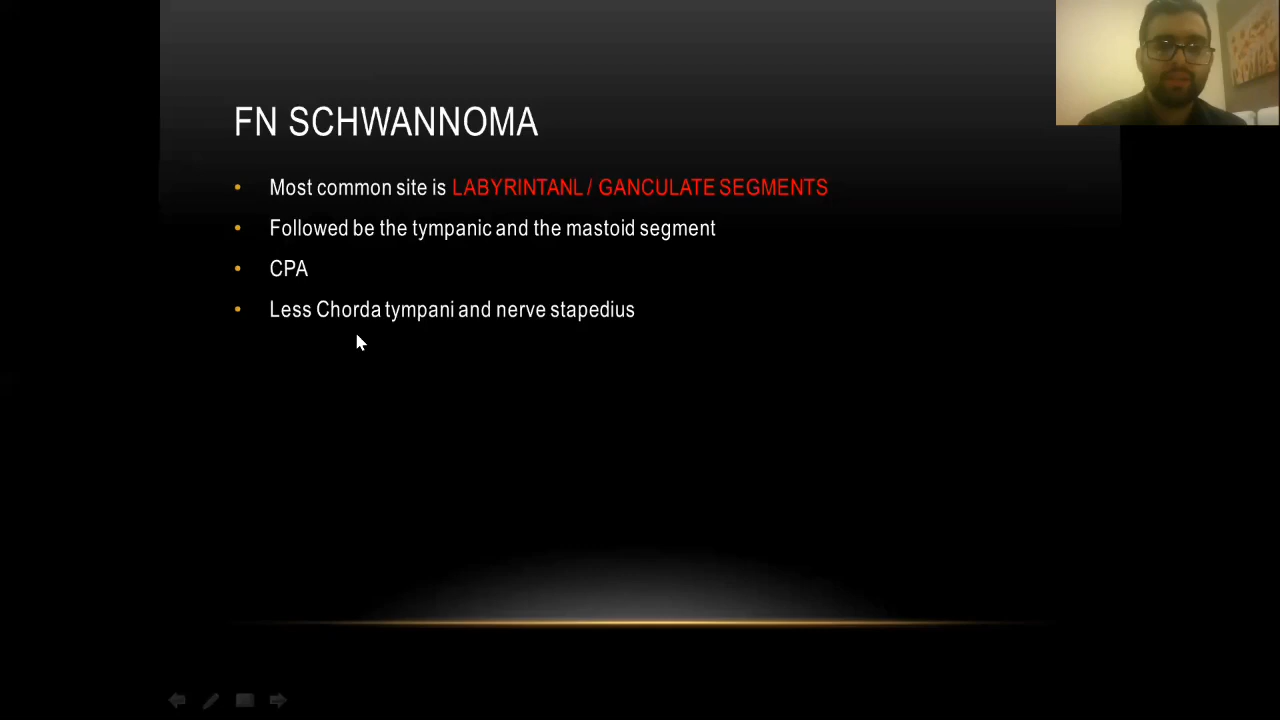 FN SCHWANNOMA
• Most common site is LABYRINTANL / GANCULATE SEGMENTS
• Followed be the tympanic and the mastoid segment
• CPA
• Less Chorda tympani and nerve stapedius